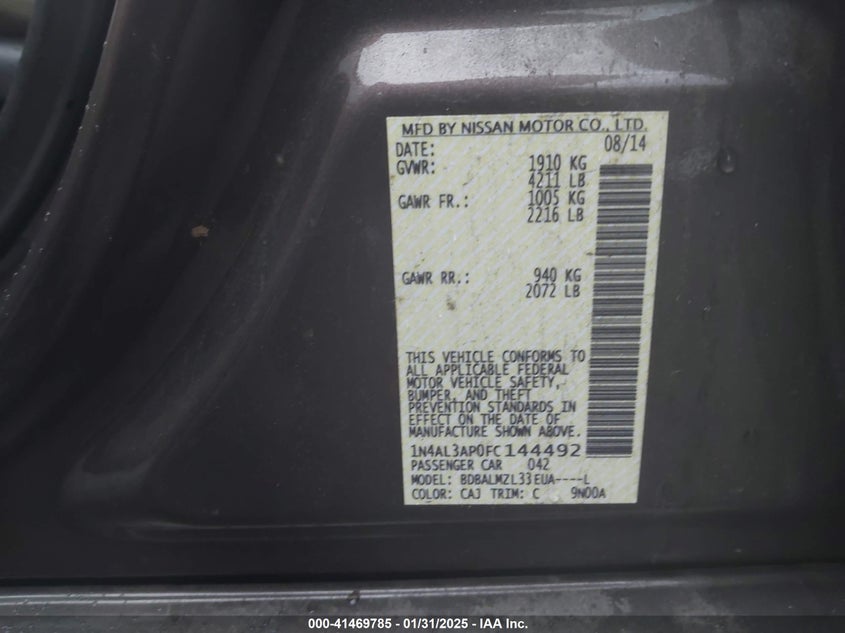 MFD BY NISSAN MOTOR CO., LTD.
DATE: 08/14
GVWR: 1910 KG
4211 LB
GAWR FR.: 1005 KG
2216 LB
GAWR RR.: 940 KG
2072 LB
THIS VEHICLE CONFORMS TO
ALL APPLICABLE FEDERAL
MOTOR VEHICLE SAFETY,
BUMPER, AND THEFT
PREVENTION STANDARDS IN
EFFECT ON THE DATE OF
MANUFACTURE SHOWN ABOVE.
1N4AL3AP0FC144492
PASSENGER CAR 042
MODEL: BDBALMZL33EUA----L
COLOR: CAJ TRIM: C 9N00A
000-41469785 - 01/31/2025 - IAA Inc.